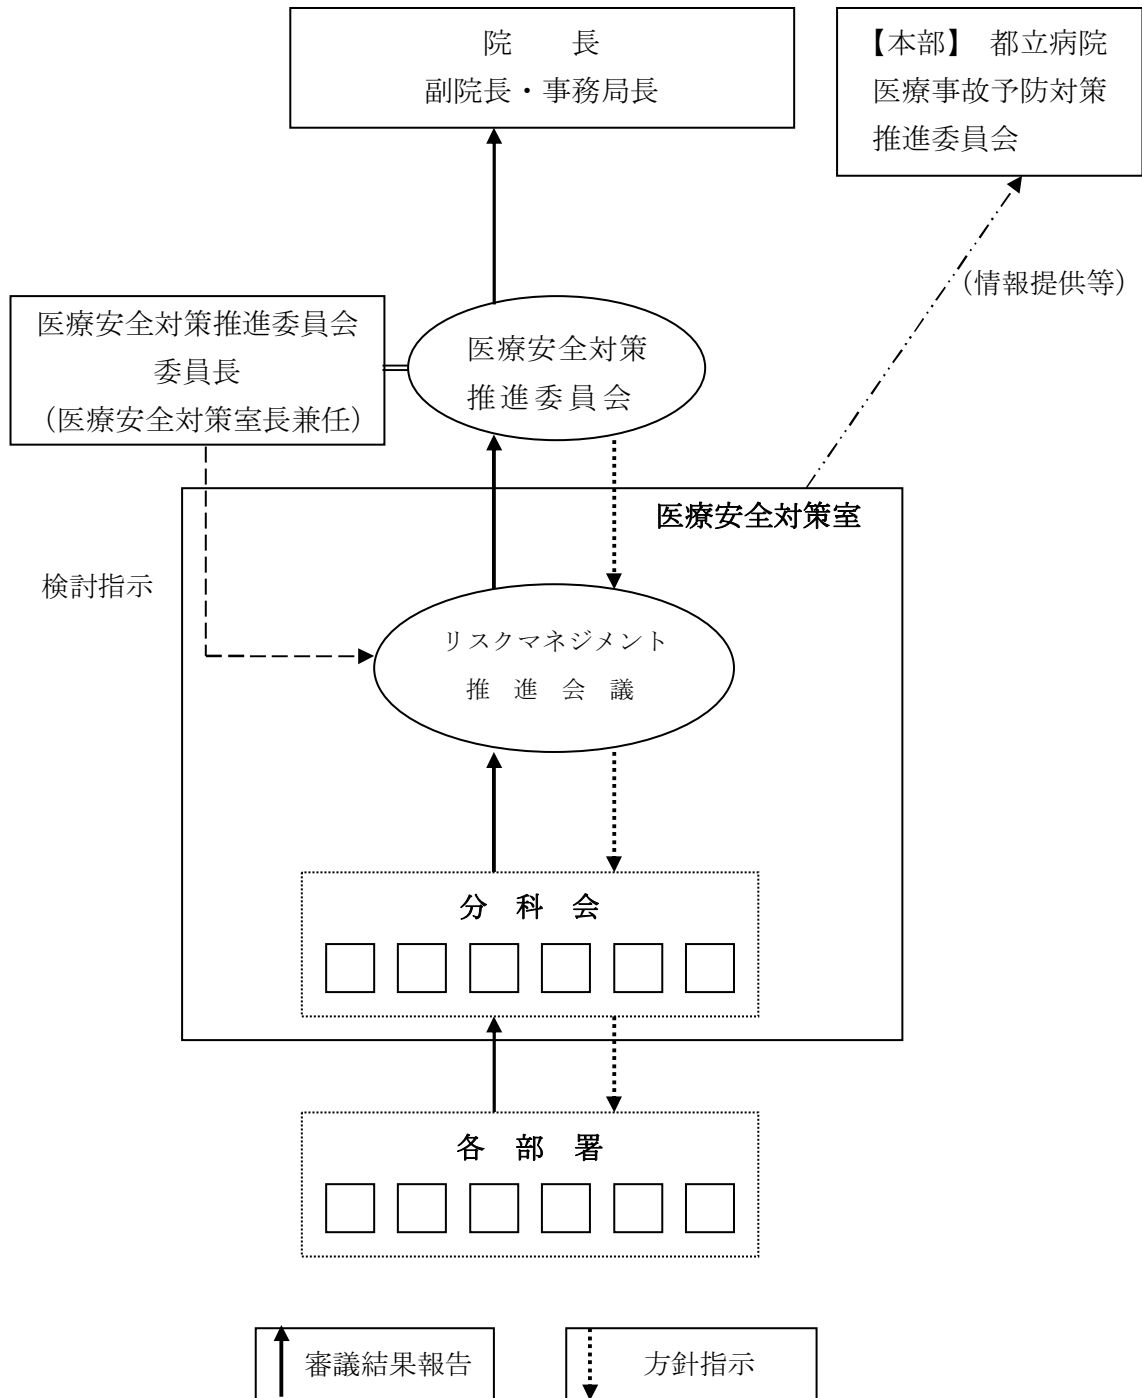 院　　長
副院長・事務局長
【本部】　都立病院
医療事故予防対策
推進委員会
（情報提供等）
医療安全対策推進委員会
委員長
（医療安全対策室長兼任）
医療安全対策
推進委員会
医療安全対策室
検討指示
リスクマネジメント
推　進　会　議
分　科　会
各　部　署
審議結果報告
方針指示